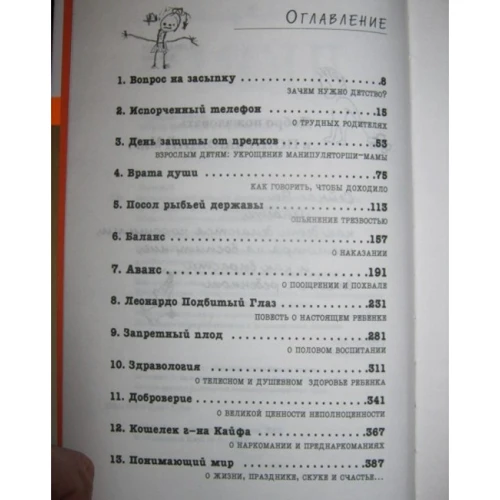 Оглавление
1. Вопрос на засыпку ........................ 8
ЗАЧЕМ НУЖНО ДЕТСТВО?
2. Испорченный телефон ..................... 15
О ТРУДНЫХ РОДИТЕЛЯХ
3. День защиты от предков .................. 53
ВЗРОСЛЫМ ДЕТЯМ: УКРОЩЕНИЕ МАНИПУЛЯТОРШИ-МАМЫ
4. Врата души .............................. 75
КАК ГОВОРИТЬ, ЧТОБЫ ДОХОДИЛО
5. Посол рыбьей державы ................... 113
ОПЬЯНЕНИЕ ТРЕЗВОСТЬЮ
6. Баланс ................................. 157
О НАКАЗАНИИ
7. Аванс .................................. 191
О ПООЩРЕНИИ И ПОХВАЛЕ
8. Леонардо Подбитый Глаз ................. 231
ПОВЕСТЬ О НАСТОЯЩЕМ РЕБЕНКЕ
9. Запретный плод ......................... 281
О ПОЛОВОМ ВОСПИТАНИИ
10. Здравология ........................... 311
О ТЕЛЕСНОМ И ДУШЕВНОМ ЗДОРОВЬЕ РЕБЕНКА
11. Доброверие ............................ 341
О ВЕЛИКОЙ ЦЕННОСТИ НЕПОЛНОЦЕННОСТИ
12. Кошелек г-на Кайфа .................... 367
О НАРКОМАНИИ И ПРЕДНАРКОМАНИЯХ
13. Понимающий мир ........................ 387
О ЖИЗНИ, ПРАЗДНИКЕ, СКУКЕ И СЧАСТЬЕ...